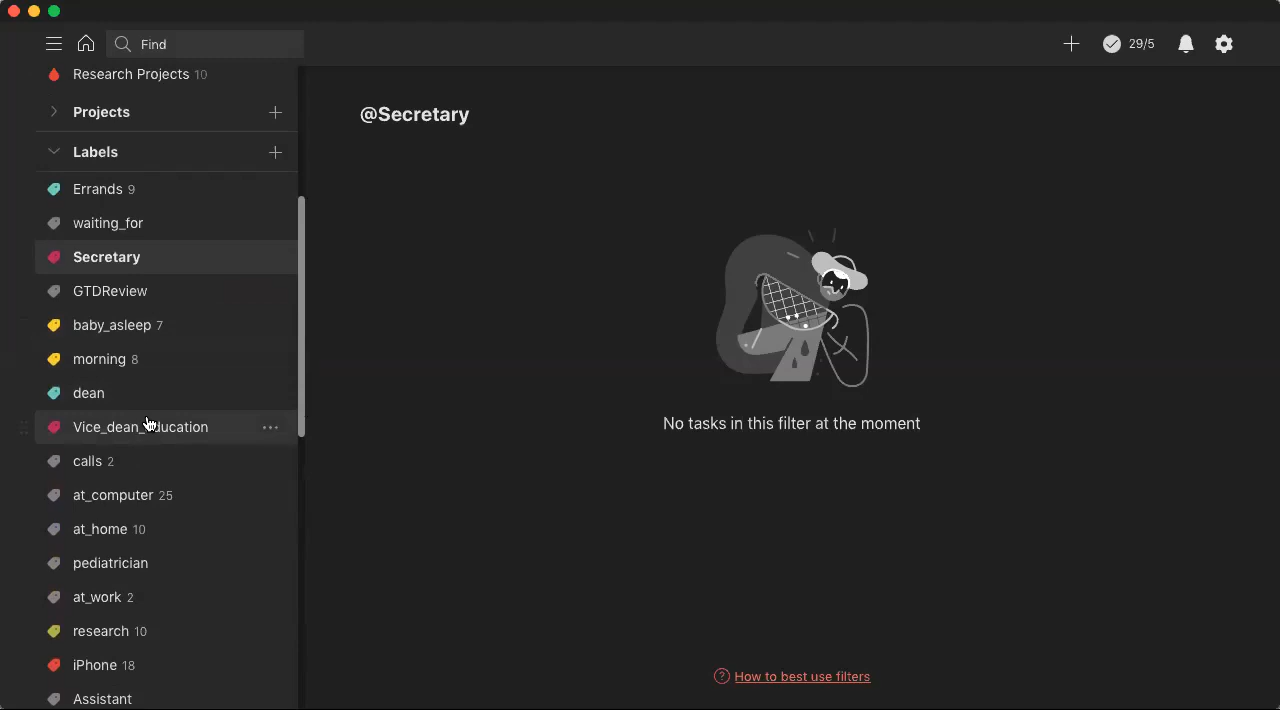 Find
29/5
Research Projects 10
Projects
Labels
Errands 9
waiting_for
Secretary
GTDReview
baby_asleep 7
morning 8
dean
Vice_dean_education
calls 2
at_computer 25
at_home 10
pediatrician
at_work 2
research 10
iPhone 18
Assistant
@Secretary
No tasks in this filter at the moment
How to best use filters